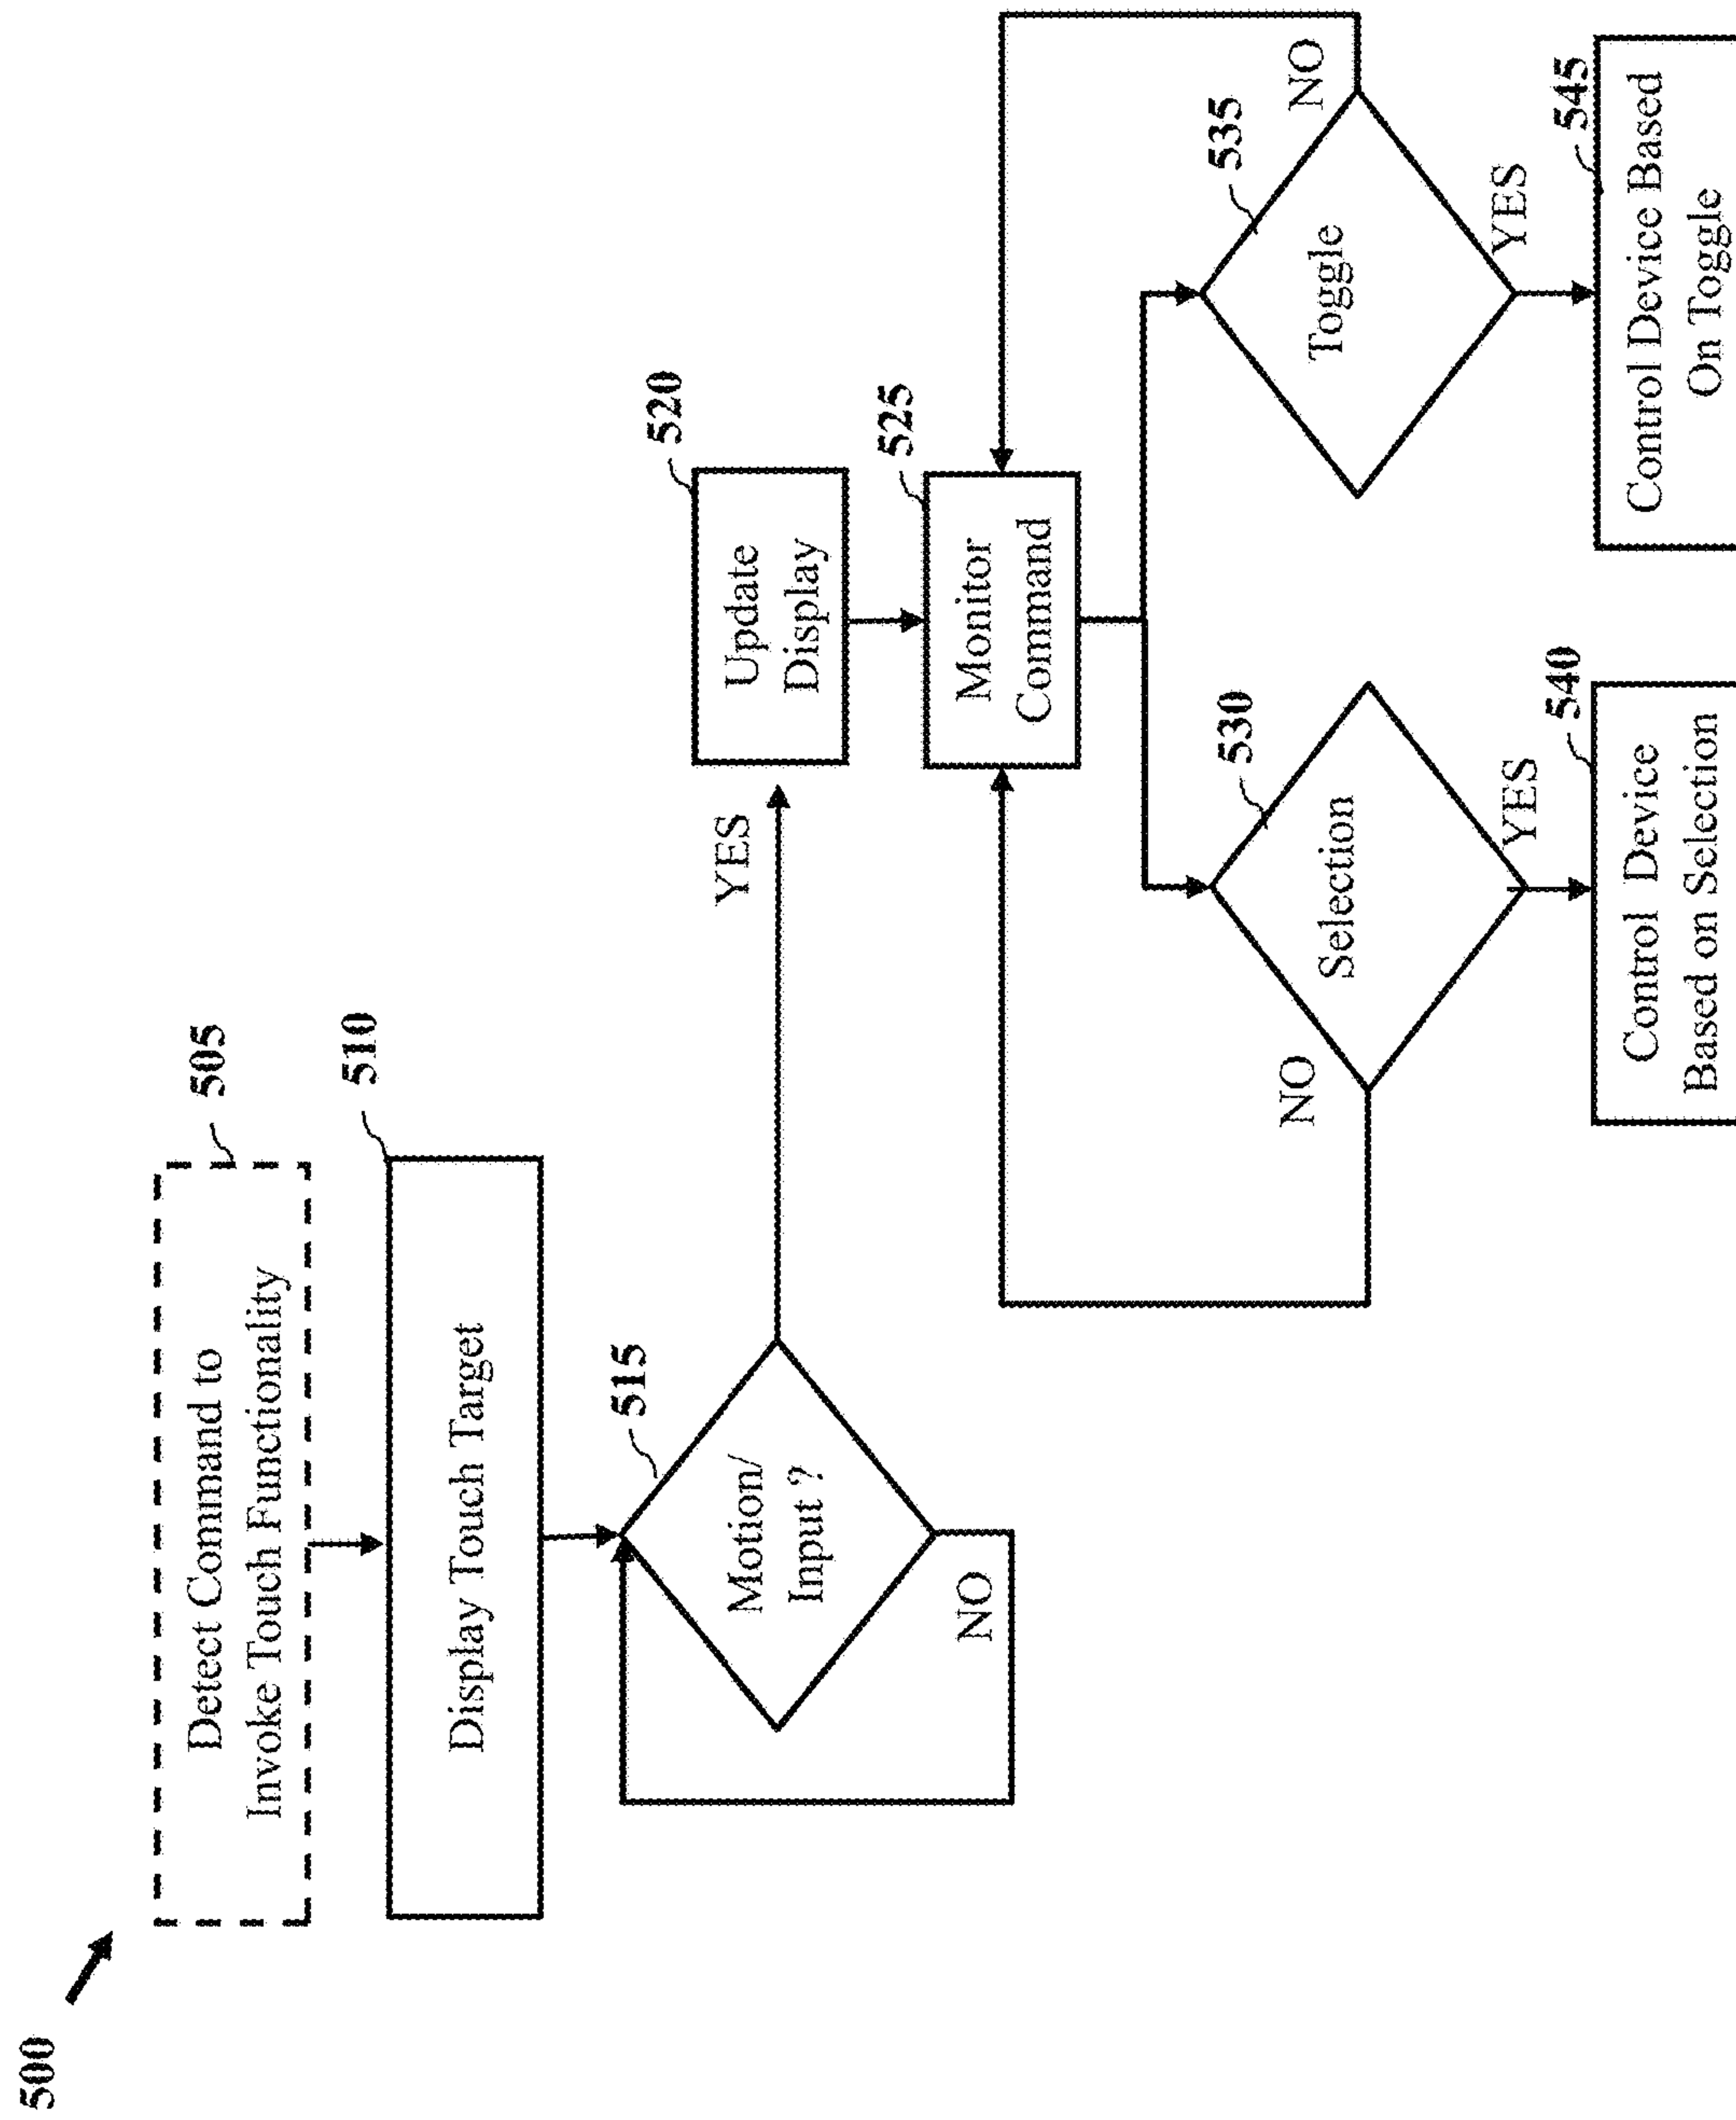 500
505
Detect Command to
Invoke Touch Functionality
510
Display Touch Target
515
Motion/
Input ?
NO
YES
520
Update
Display
525
Monitor
Command
530
Selection
NO
YES
535
Toggle
NO
YES
540
Control Device
Based on Selection
545
Control Device Based
On Toggle